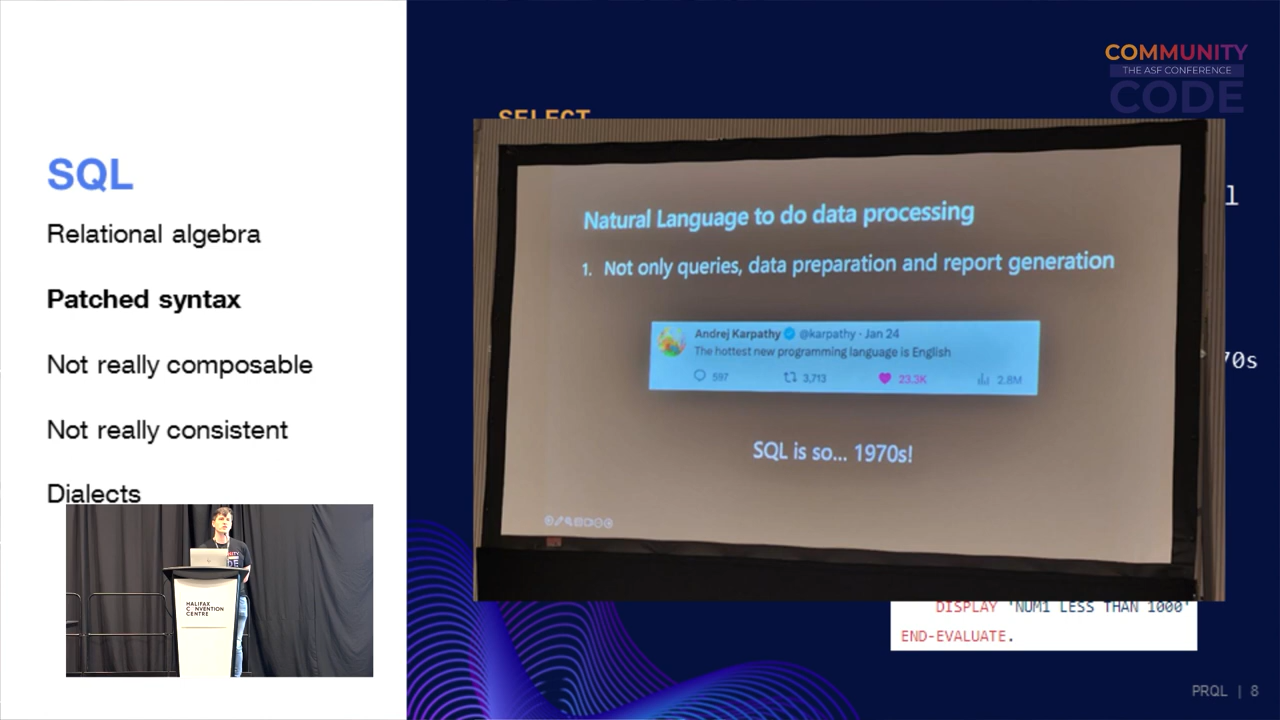 SQL
Relational algebra
Patched syntax
Not really composable
Not really consistent
Dialects
COMMUNITY
THE ASF CONFERENCE
CODE
SELECT
l
70s
Natural Language to do data processing
1. Not only queries, data preparation and report generation
Andrej Karpathy @karpathy · Jan 24
The hottest new programming language is English
597 3,713 23.3K 2.8M
SQL is so... 1970s!
DISPLAY 'NUM1 LESS THAN 1000'
END-EVALUATE.
HALIFAX
CONVENTION
CENTRE
PRQL | 8